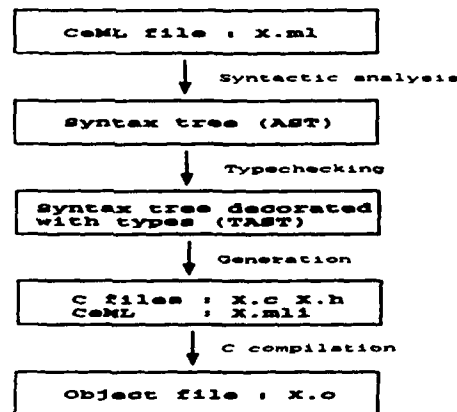 CeML file : X.ml
Syntactic analysis
Syntax tree (AST)
Typechecking
Syntax tree decorated
with types (TAST)
Generation
C files : X.c X.h
CeML : X.mli
C compilation
Object file : X.o